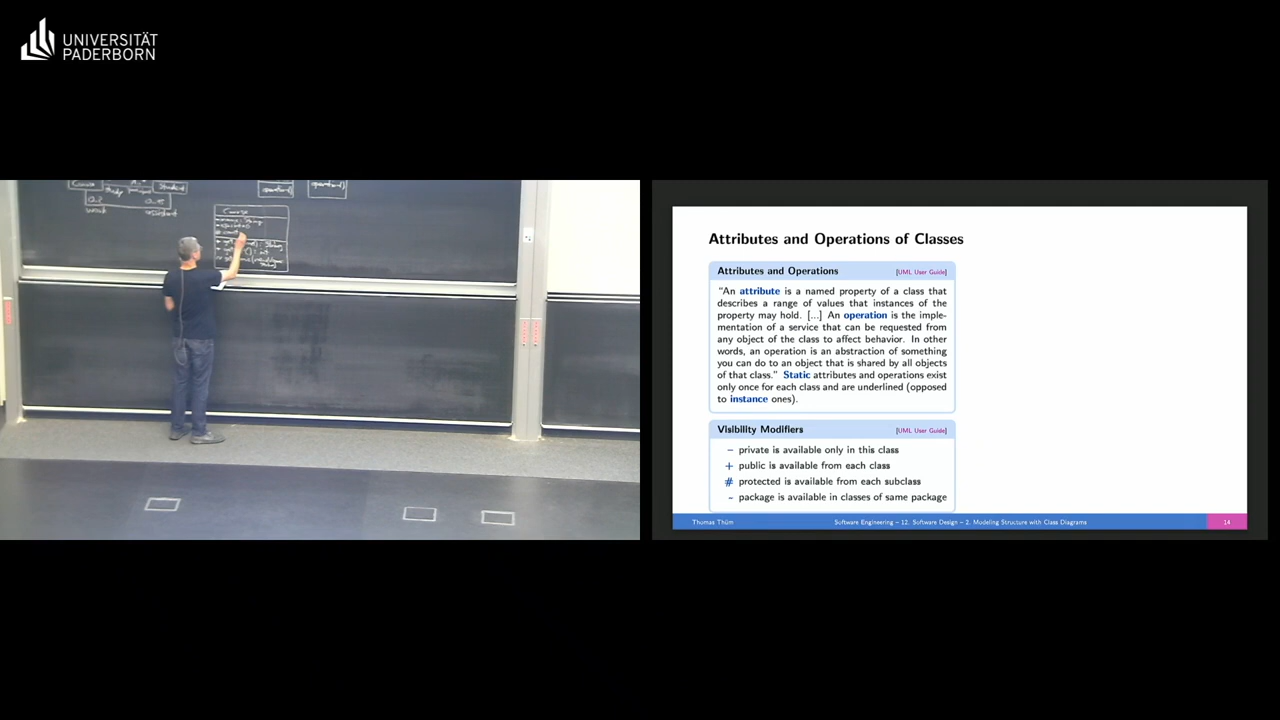 UNIVERSITÄT
PADERBORN
Course
Student
Attributes and Operations of Classes
Attributes and Operations [UML User Guide]
“An attribute is a named property of a class that
describes a range of values that instances of the
property may hold. [...] An operation is the imple-
mentation of a service that can be requested from
any object of the class to affect behavior. In other
words, an operation is an abstraction of something
you can do to an object that is shared by all objects
of that class.” Static attributes and operations exist
only once for each class and are underlined (opposed
to instance ones).
Visibility Modifiers [UML User Guide]
− private is available only in this class
+ public is available from each class
# protected is available from each subclass
~ package is available in classes of same package
Thomas Thüm Software Engineering – 12. Software Design – 2. Modeling Structure with Class Diagrams 14